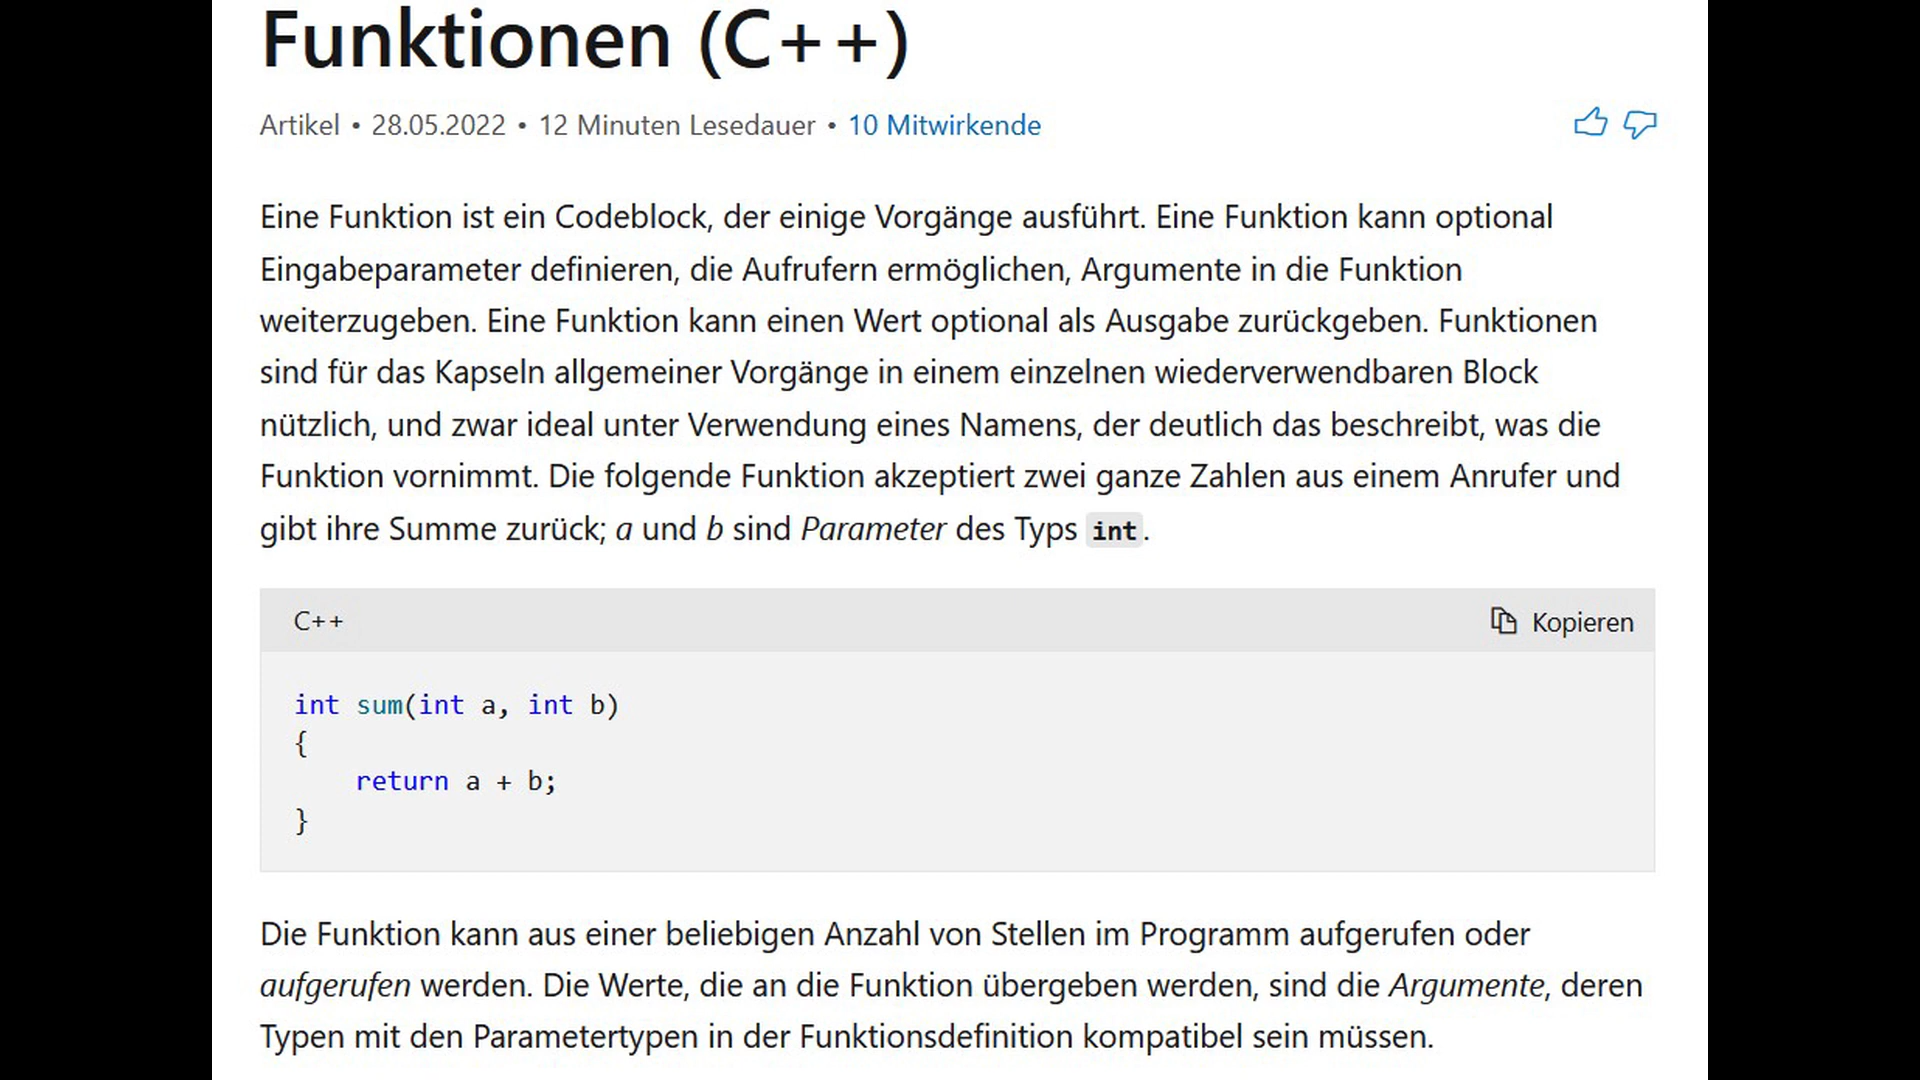 Funktionen (C++)
Artikel • 28.05.2022 • 12 Minuten Lesedauer • 10 Mitwirkende
Eine Funktion ist ein Codeblock, der einige Vorgänge ausführt. Eine Funktion kann optional
Eingabeparameter definieren, die Aufrufern ermöglichen, Argumente in die Funktion
weiterzugeben. Eine Funktion kann einen Wert optional als Ausgabe zurückgeben. Funktionen
sind für das Kapseln allgemeiner Vorgänge in einem einzelnen wiederverwendbaren Block
nützlich, und zwar ideal unter Verwendung eines Namens, der deutlich das beschreibt, was die
Funktion vornimmt. Die folgende Funktion akzeptiert zwei ganze Zahlen aus einem Anrufer und
gibt ihre Summe zurück; a und b sind Parameter des Typs int.
C++ Kopieren
int sum(int a, int b)
{
    return a + b;
}
Die Funktion kann aus einer beliebigen Anzahl von Stellen im Programm aufgerufen oder
aufgerufen werden. Die Werte, die an die Funktion übergeben werden, sind die Argumente, deren
Typen mit den Parametertypen in der Funktionsdefinition kompatibel sein müssen.